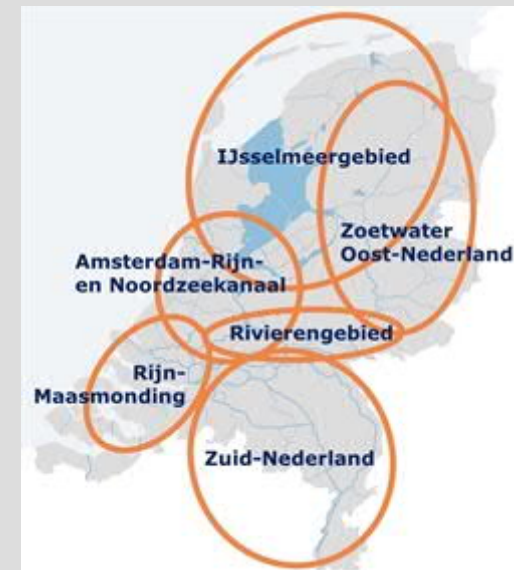 IJsselmeergebied
Zoetwater
Oost-Nederland
Amsterdam-Rijn-
en Noordzeekanaal
Rivierengebied
Rijn-
Maasmonding
Zuid-Nederland